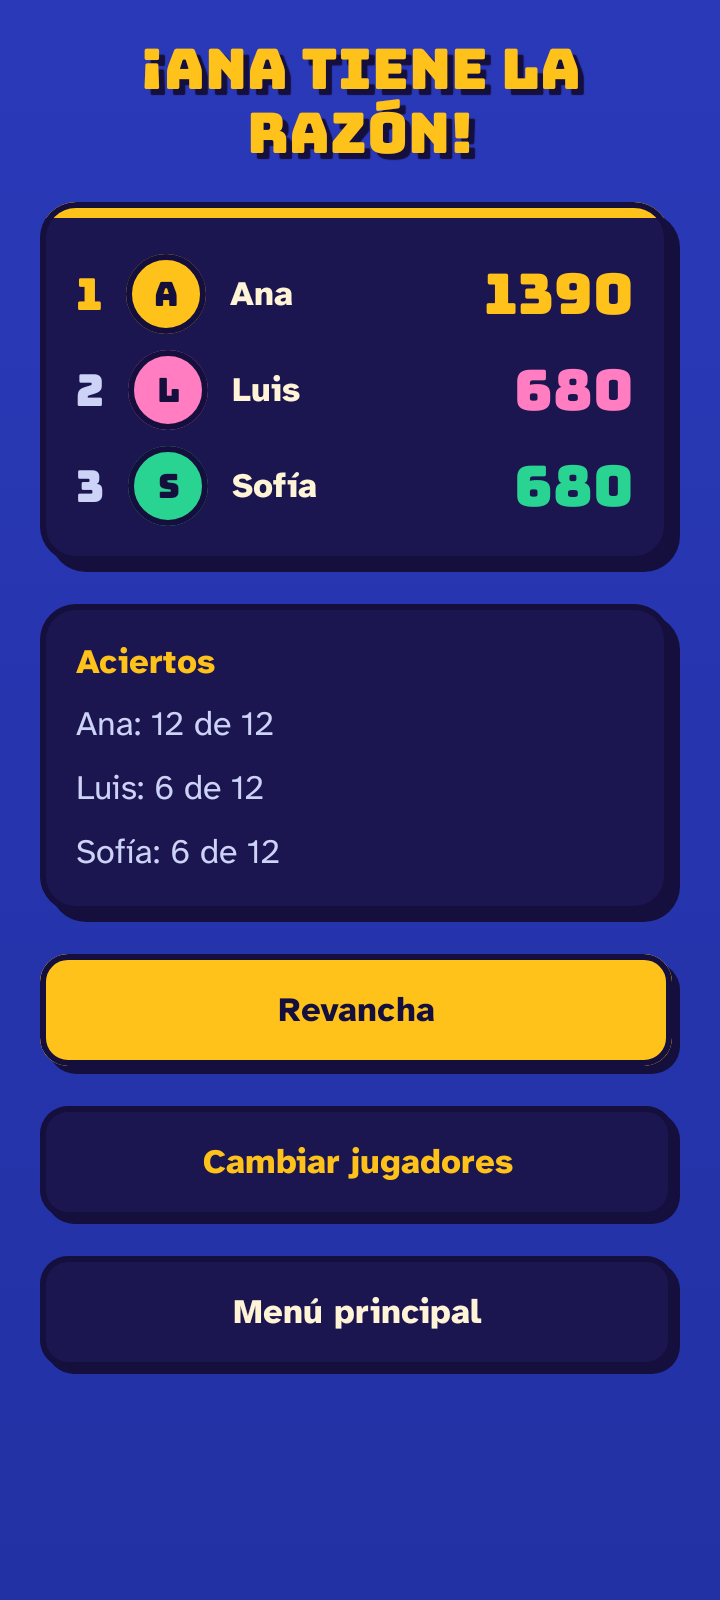 ¡ANA TIENE LA
RAZÓN!
1 A Ana 1390
2 L Luis 680
3 S Sofía 680
Aciertos
Ana: 12 de 12
Luis: 6 de 12
Sofía: 6 de 12
Revancha
Cambiar jugadores
Menú principal